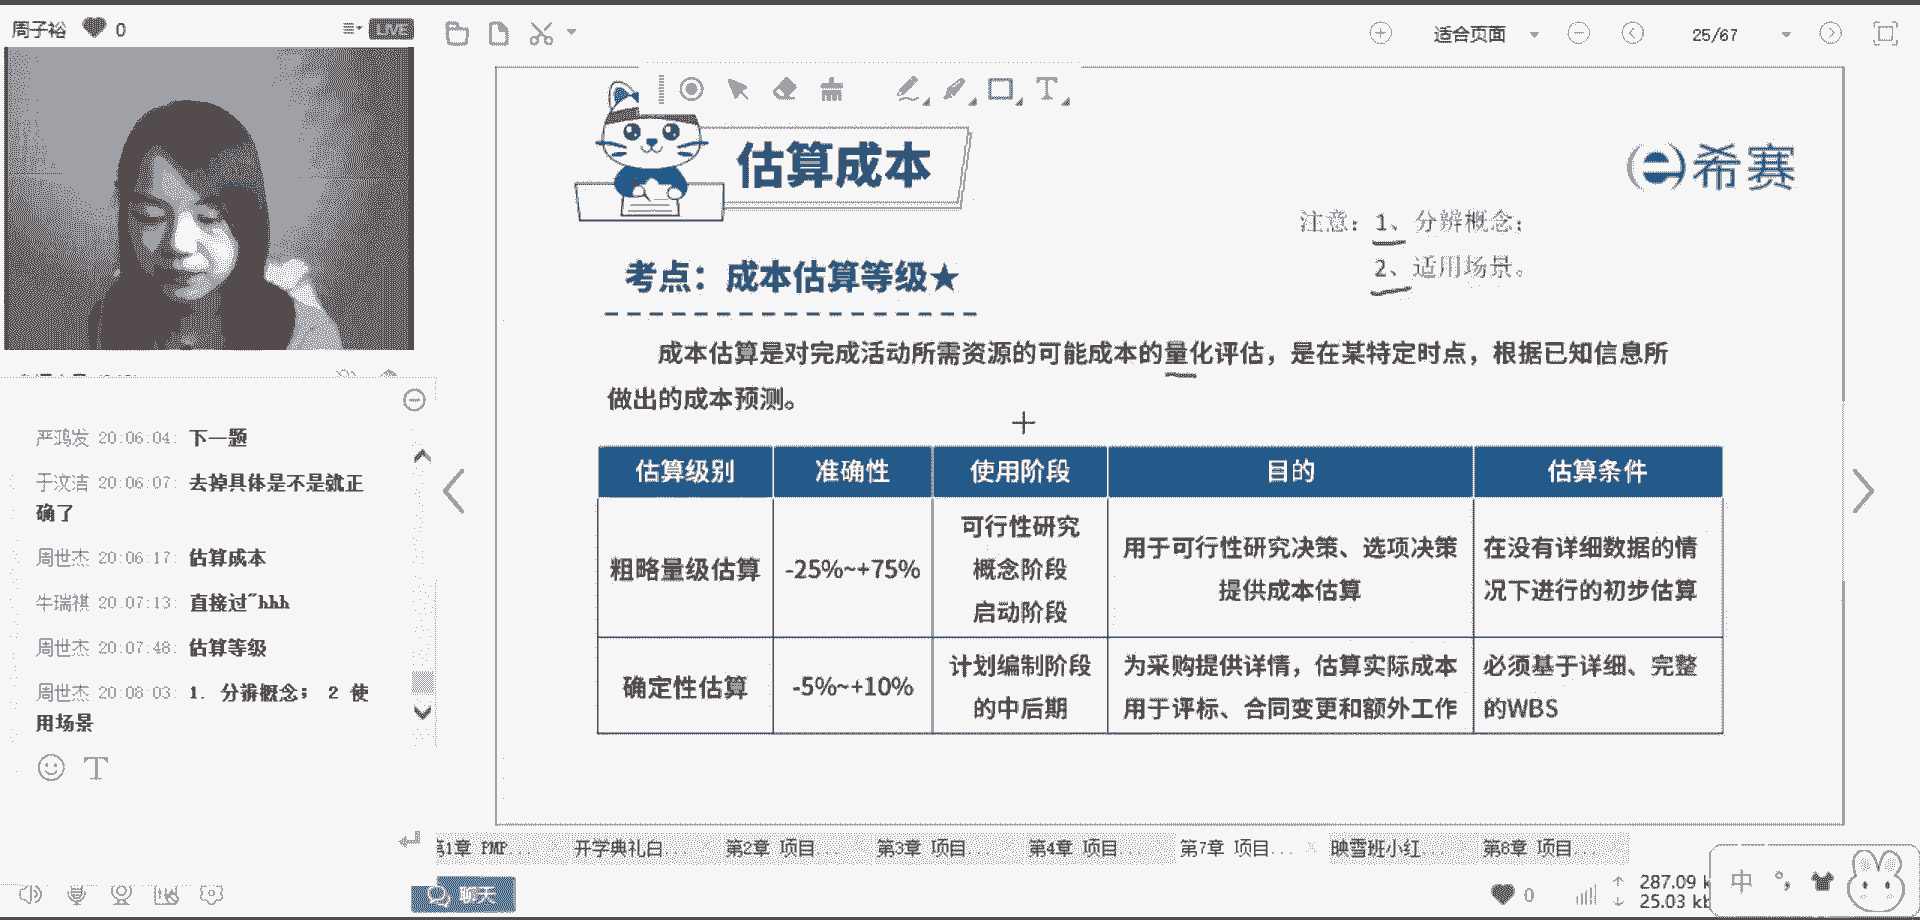 周子裕 0
LIVE
适合页面
25/67
估算成本
希赛
注意：1、分辨概念；
2、适用场景。
考点：成本估算等级★
成本估算是对完成活动所需资源的可能成本的量化评估，是在某特定时点，根据已知信息所
做出的成本预测。
估算级别 准确性 使用阶段 目的 估算条件
粗略量级估算 -25%~+75% 可行性研究 概念阶段 启动阶段 用于可行性研究决策、选项决策 提供成本估算 在没有详细数据的情 况下进行的初步估算
确定性估算 -5%~+10% 计划编制阶段 的中后期 为采购提供详情，估算实际成本 用于评标、合同变更和额外工作 必须基于详细、完整 的WBS
严鸿发 20:06:04: 下一题
于汶洁 20:06:07: 去掉具体是不是就正
确了
周世杰 20:06:17: 估算成本
牛瑞祺 20:07:13: 直接过~hhh
周世杰 20:07:48: 估算等级
周世杰 20:08:03: 1. 分辨概念； 2 使
用场景
T
第1章 PMP... 开学典礼白... 第2章 项目... 第3章 项目... 第4章 项目... 第7章 项目... 映雪班小红... 第8章 项目...
聊天
0
287.09 k
25.03 kb
中